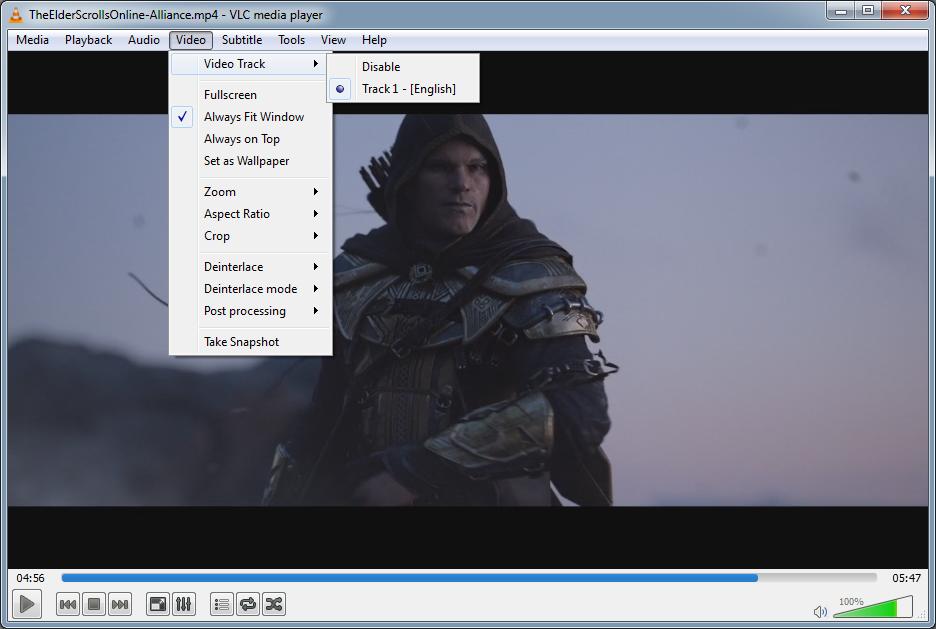 TheElderScrollsOnline-Alliance.mp4 - VLC media player
Media Playback Audio Video Subtitle Tools View Help
Video Track
Disable
Track 1 - [English]
Fullscreen
Always Fit Window
Always on Top
Set as Wallpaper
Zoom
Aspect Ratio
Crop
Deinterlace
Deinterlace mode
Post processing
Take Snapshot
04:56 05:47
100%